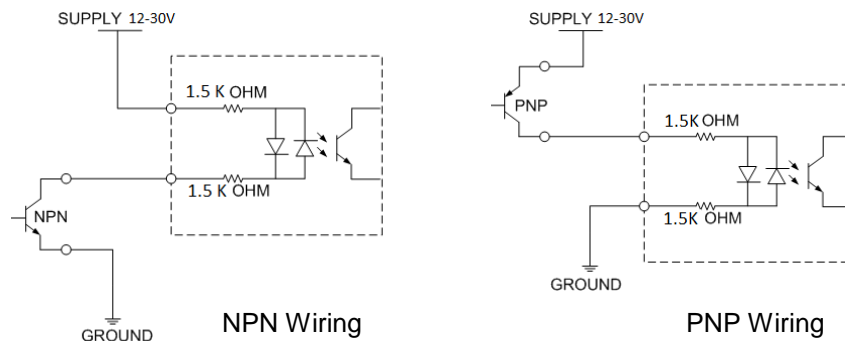 SUPPLY 12-30V
1.5 K OHM
1.5 K OHM
NPN
GROUND
NPN Wiring
SUPPLY 12-30V
PNP
1.5K OHM
1.5K OHM
GROUND
PNP Wiring